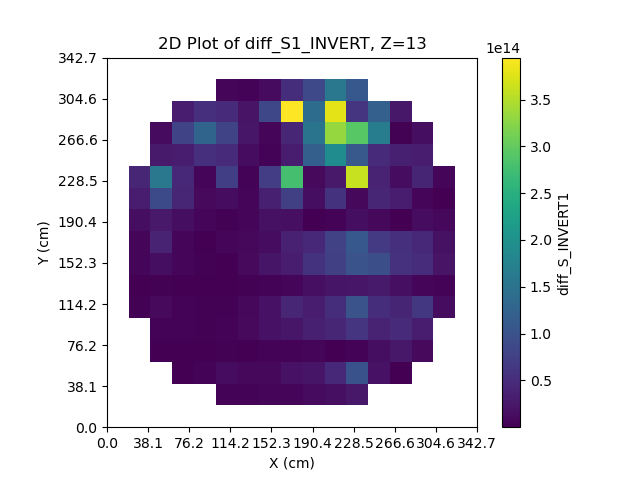 2D Plot of diff_S1_INVERT, Z=13
1e14
342.7
304.6
266.6
228.5
190.4
152.3
114.2
76.2
38.1
0.0
Y (cm)
0.0 38.1 76.2 114.2 152.3 190.4 228.5 266.6 304.6 342.7
X (cm)
3.5
3.0
2.5
2.0
1.5
1.0
0.5
diff_S_INVERT1